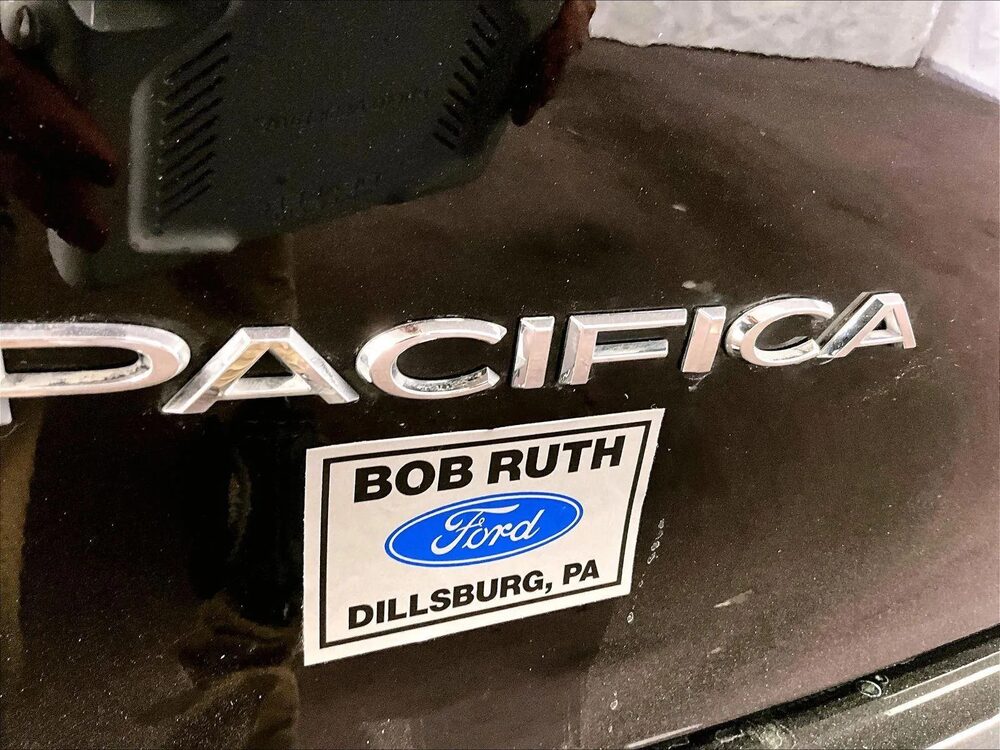 PACIFICA
BOB RUTH
Ford
DILLSBURG, PA